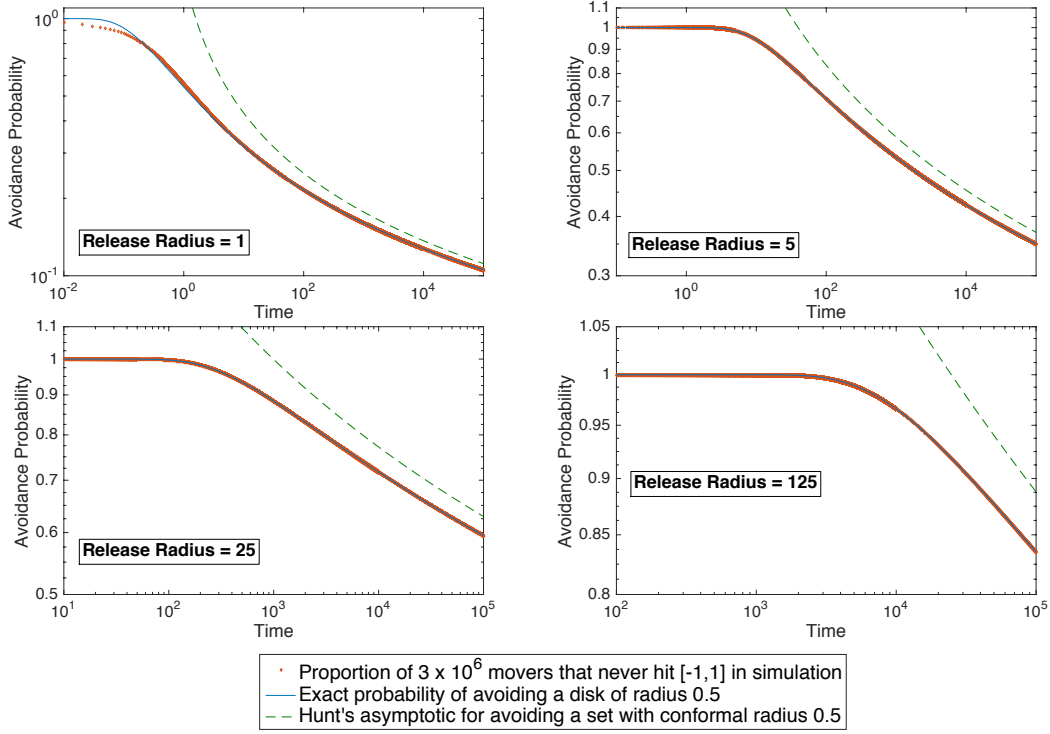 10^0
10^-1
Avoidance Probability
Release Radius = 1
10^-2
10^0
10^2
10^4
Time
1.1
1
0.9
0.8
0.7
0.6
0.5
0.4
0.3
Avoidance Probability
Release Radius = 5
10^0
10^2
10^4
Time
1.1
1
0.9
0.8
0.7
0.6
0.5
Avoidance Probability
Release Radius = 25
10^1
10^2
10^3
10^4
10^5
Time
1.05
1
0.95
0.9
0.85
0.8
Avoidance Probability
Release Radius = 125
10^2
10^3
10^4
10^5
Time
Proportion of 3 x 10^6 movers that never hit [-1,1] in simulation
Exact probability of avoiding a disk of radius 0.5
Hunt's asymptotic for avoiding a set with conformal radius 0.5